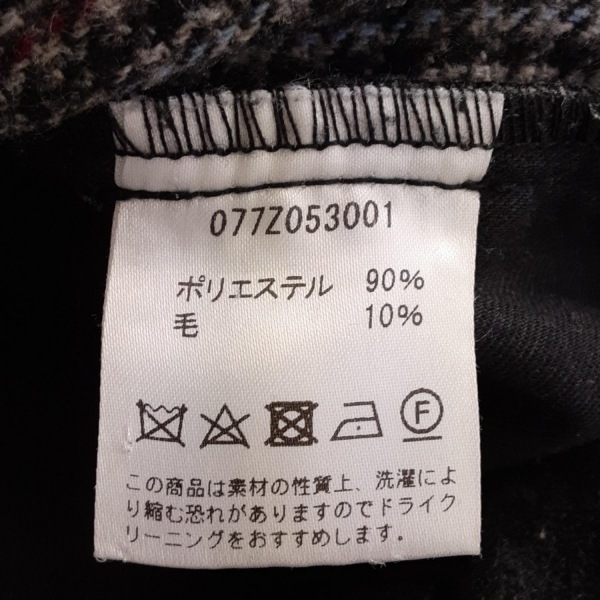 077Z053001
ポリエステル 90%
毛 10%
F
この商品は素材の性質上、洗濯によ
り縮む恐れがありますのでドライク
リーニングをおすすめします。